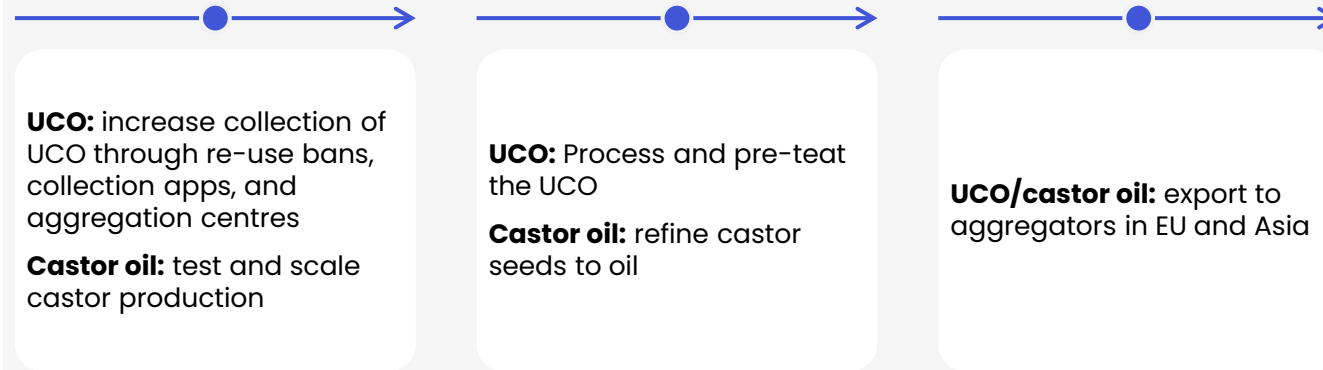 UCO: increase collection of
UCO through re-use bans,
collection apps, and
aggregation centres
Castor oil: test and scale
castor production
UCO: Process and pre-teat
the UCO
Castor oil: refine castor
seeds to oil
UCO/castor oil: export to
aggregators in EU and Asia